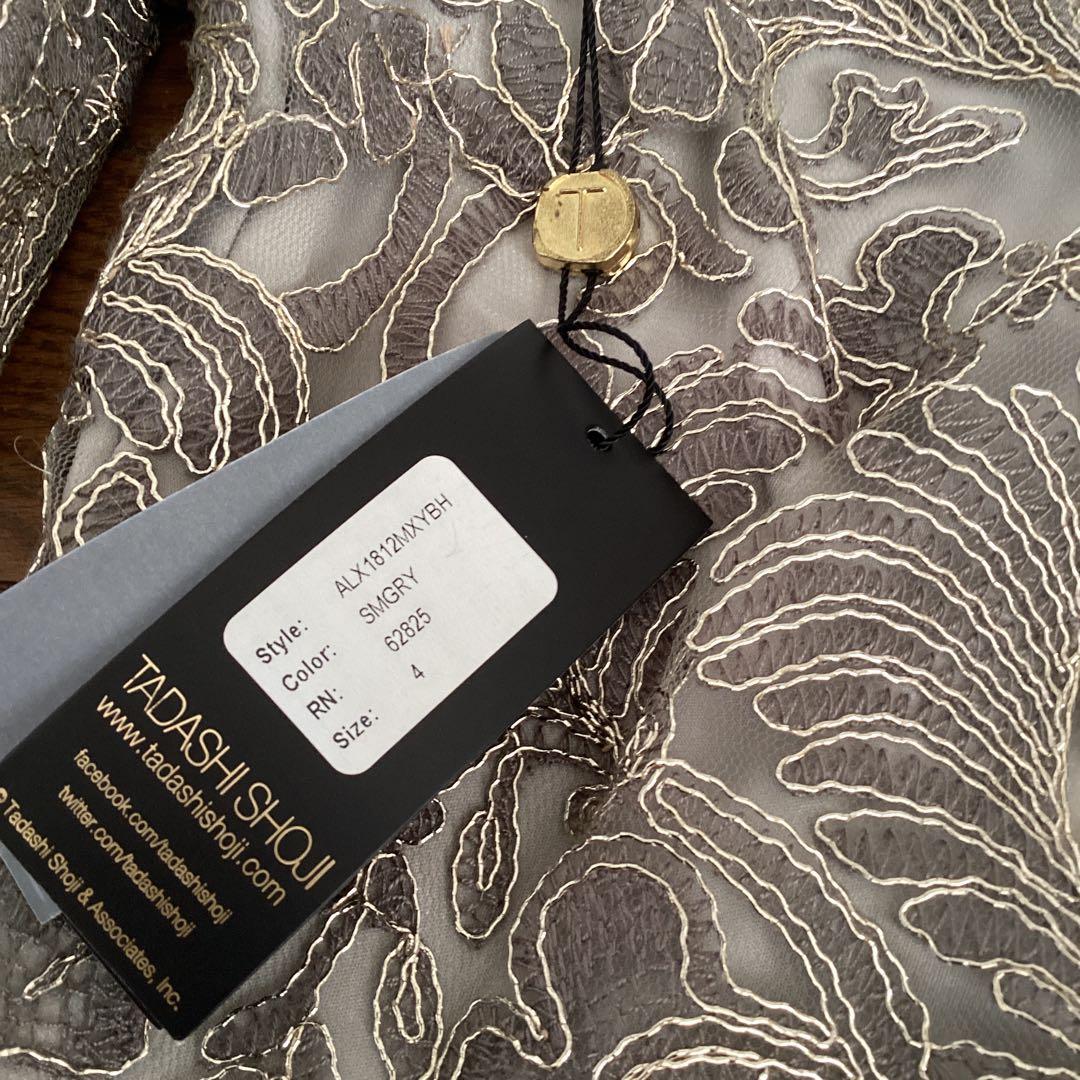 T
Style: ALX1812MXYBH
Color: SMGRY
RN: 62825
Size: 4
TADASHI SHOJI
www.tadashishoji.com
facebook.com/tadashishoji
twitter.com/tadashishoji
© Tadashi Shoji & Associates, Inc.